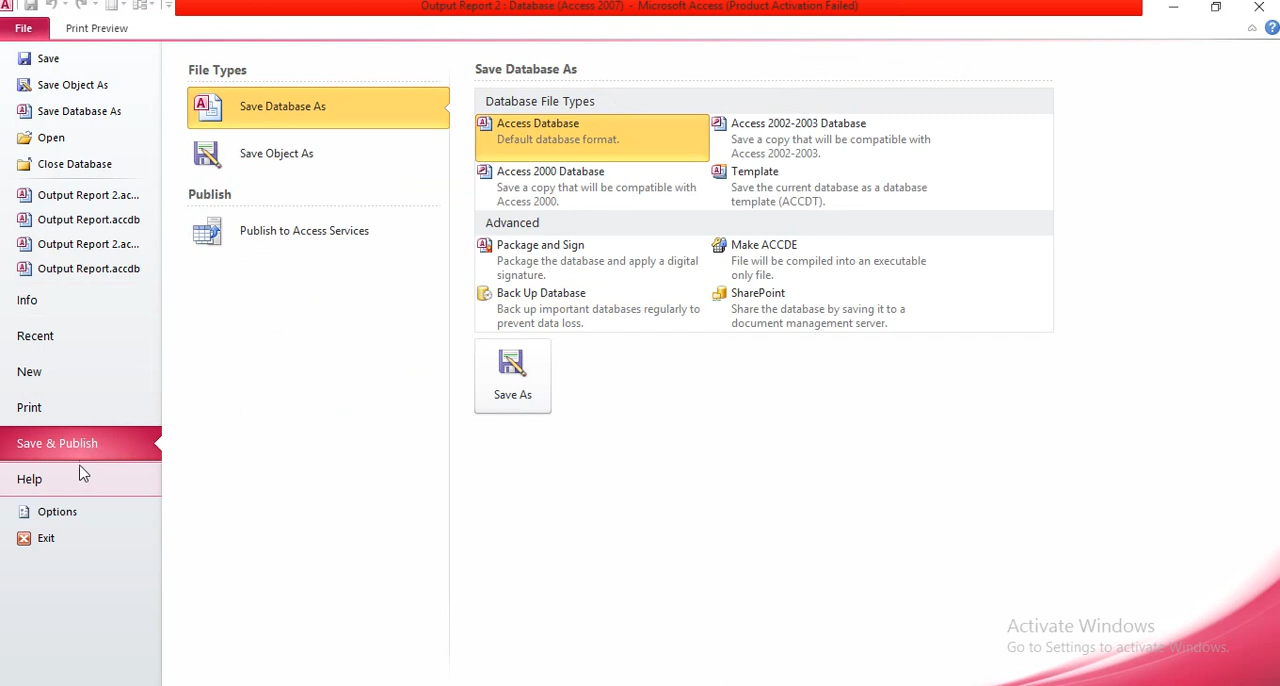 Output Report 2 : Database (Access 2007) - Microsoft Access (Product Activation Failed)
File
Print Preview
Save
Save Object As
Save Database As
Open
Close Database
Output Report 2.ac...
Output Report.accdb
Output Report 2.ac...
Output Report.accdb
Info
Recent
New
Print
Save & Publish
Help
Options
Exit
File Types
Save Database As
Save Object As
Publish
Publish to Access Services
Save Database As
Database File Types
Access Database
Default database format.
Access 2002-2003 Database
Save a copy that will be compatible with
Access 2002-2003.
Access 2000 Database
Save a copy that will be compatible with
Access 2000.
Template
Save the current database as a database
template (ACCDT).
Advanced
Package and Sign
Package the database and apply a digital
signature.
Make ACCDE
File will be compiled into an executable
only file.
Back Up Database
Back up important databases regularly to
prevent data loss.
SharePoint
Share the database by saving it to a
document management server.
Save As
Activate Windows
Go to Settings to activate Windows.